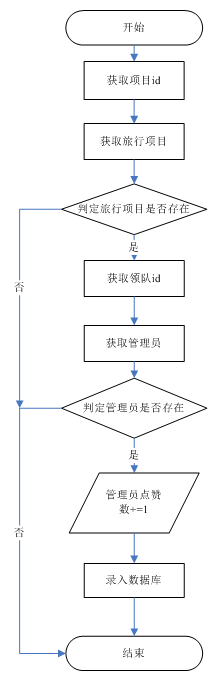 开始
获取项目id
获取旅行项目
判定旅行项目是否存在
是
否
获取领队id
获取管理员
判定管理员是否存在
是
管理员点赞
数+=1
否
录入数据库
结束